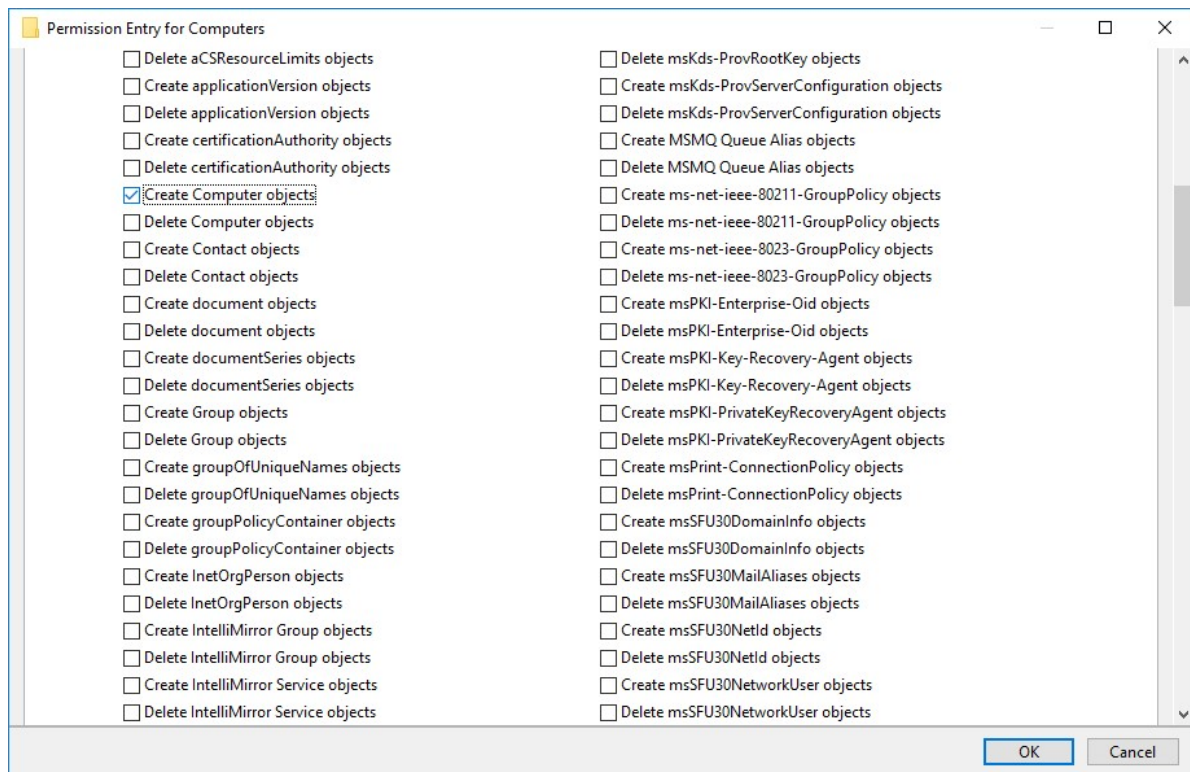 Permission Entry for Computers
Delete aCSResourceLimits objects
Create applicationVersion objects
Delete applicationVersion objects
Create certificationAuthority objects
Delete certificationAuthority objects
Create Computer objects
Delete Computer objects
Create Contact objects
Delete Contact objects
Create document objects
Delete document objects
Create documentSeries objects
Delete documentSeries objects
Create Group objects
Delete Group objects
Create groupOfUniqueNames objects
Delete groupOfUniqueNames objects
Create groupPolicyContainer objects
Delete groupPolicyContainer objects
Create InetOrgPerson objects
Delete InetOrgPerson objects
Create IntelliMirror Group objects
Delete IntelliMirror Group objects
Create IntelliMirror Service objects
Delete IntelliMirror Service objects
Delete msKds-ProvRootKey objects
Create msKds-ProvServerConfiguration objects
Delete msKds-ProvServerConfiguration objects
Create MSMQ Queue Alias objects
Delete MSMQ Queue Alias objects
Create ms-net-ieee-80211-GroupPolicy objects
Delete ms-net-ieee-80211-GroupPolicy objects
Create ms-net-ieee-8023-GroupPolicy objects
Delete ms-net-ieee-8023-GroupPolicy objects
Create msPKI-Enterprise-Oid objects
Delete msPKI-Enterprise-Oid objects
Create msPKI-Key-Recovery-Agent objects
Delete msPKI-Key-Recovery-Agent objects
Create msPKI-PrivateKeyRecoveryAgent objects
Delete msPKI-PrivateKeyRecoveryAgent objects
Create msPrint-ConnectionPolicy objects
Delete msPrint-ConnectionPolicy objects
Create msSFU30DomainInfo objects
Delete msSFU30DomainInfo objects
Create msSFU30MailAliases objects
Delete msSFU30MailAliases objects
Create msSFU30NetId objects
Delete msSFU30NetId objects
Create msSFU30NetworkUser objects
Delete msSFU30NetworkUser objects
OK
Cancel